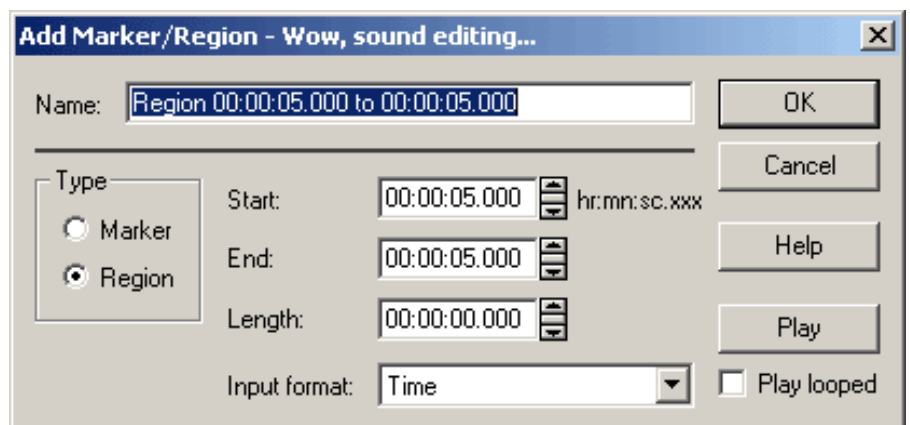 Add Marker/Region - Wow, sound editing...
Name: Region 00:00:05.000 to 00:00:05.000
OK
Cancel
Type
Marker
Region
Start: 00:00:05.000 hr:mn:sc.xxx
End: 00:00:05.000
Length: 00:00:00.000
Input format: Time
Help
Play
Play looped